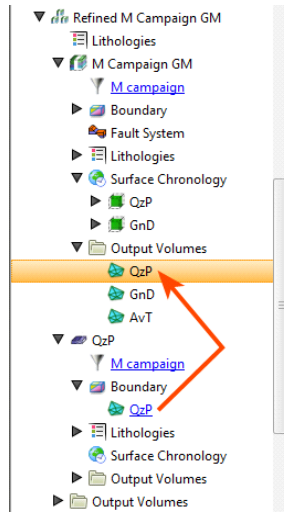 Refined M Campaign GM
Lithologies
M Campaign GM
M campaign
Boundary
Fault System
Lithologies
Surface Chronology
QzP
GnD
Output Volumes
QzP
GnD
AvT
QzP
M campaign
Boundary
QzP
Lithologies
Surface Chronology
Output Volumes
Output Volumes